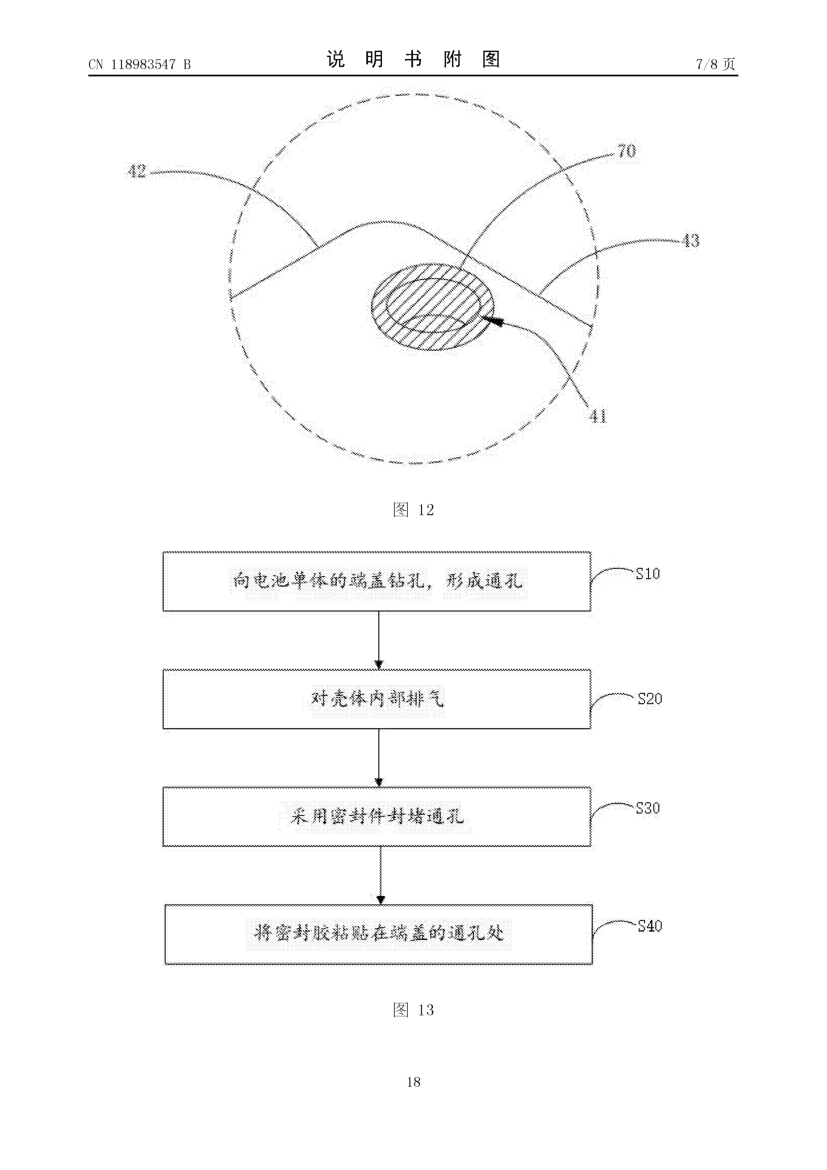 CN 118983547 B
说 明 书 附 图
7/8 页
42
70
43
41
图 12
向电池单体的端盖钻孔，形成通孔
S10
对壳体内部排气
S20
采用密封件封堵通孔
S30
将密封胶粘贴在端盖的通孔处
S40
图 13
18